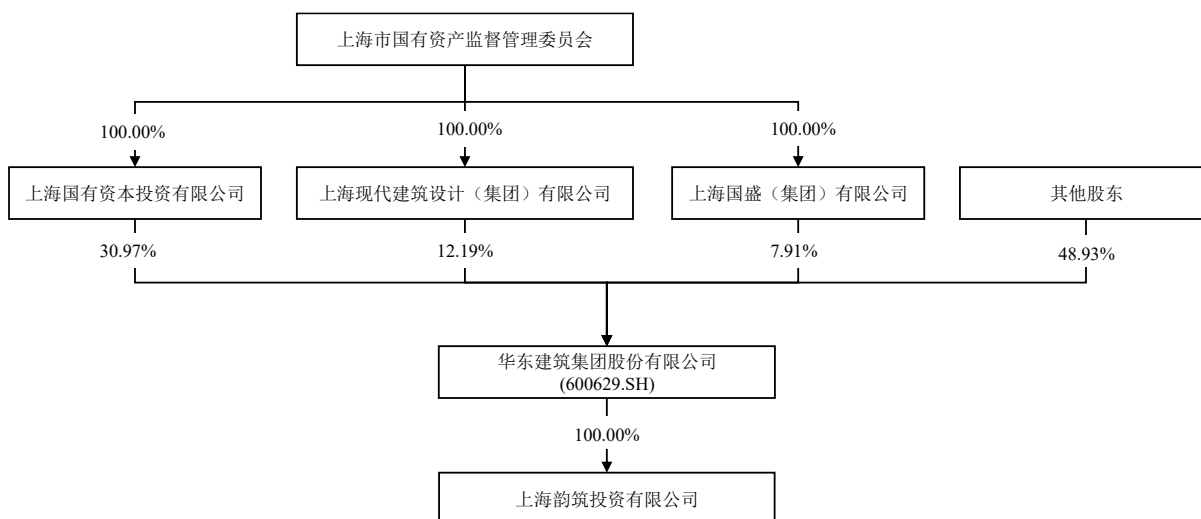 上海市国有资产监督管理委员会
100.00%
100.00%
100.00%
上海国有资本投资有限公司
上海现代建筑设计（集团）有限公司
上海国盛（集团）有限公司
其他股东
30.97%
12.19%
7.91%
48.93%
华东建筑集团股份有限公司
(600629.SH)
100.00%
上海韵筑投资有限公司